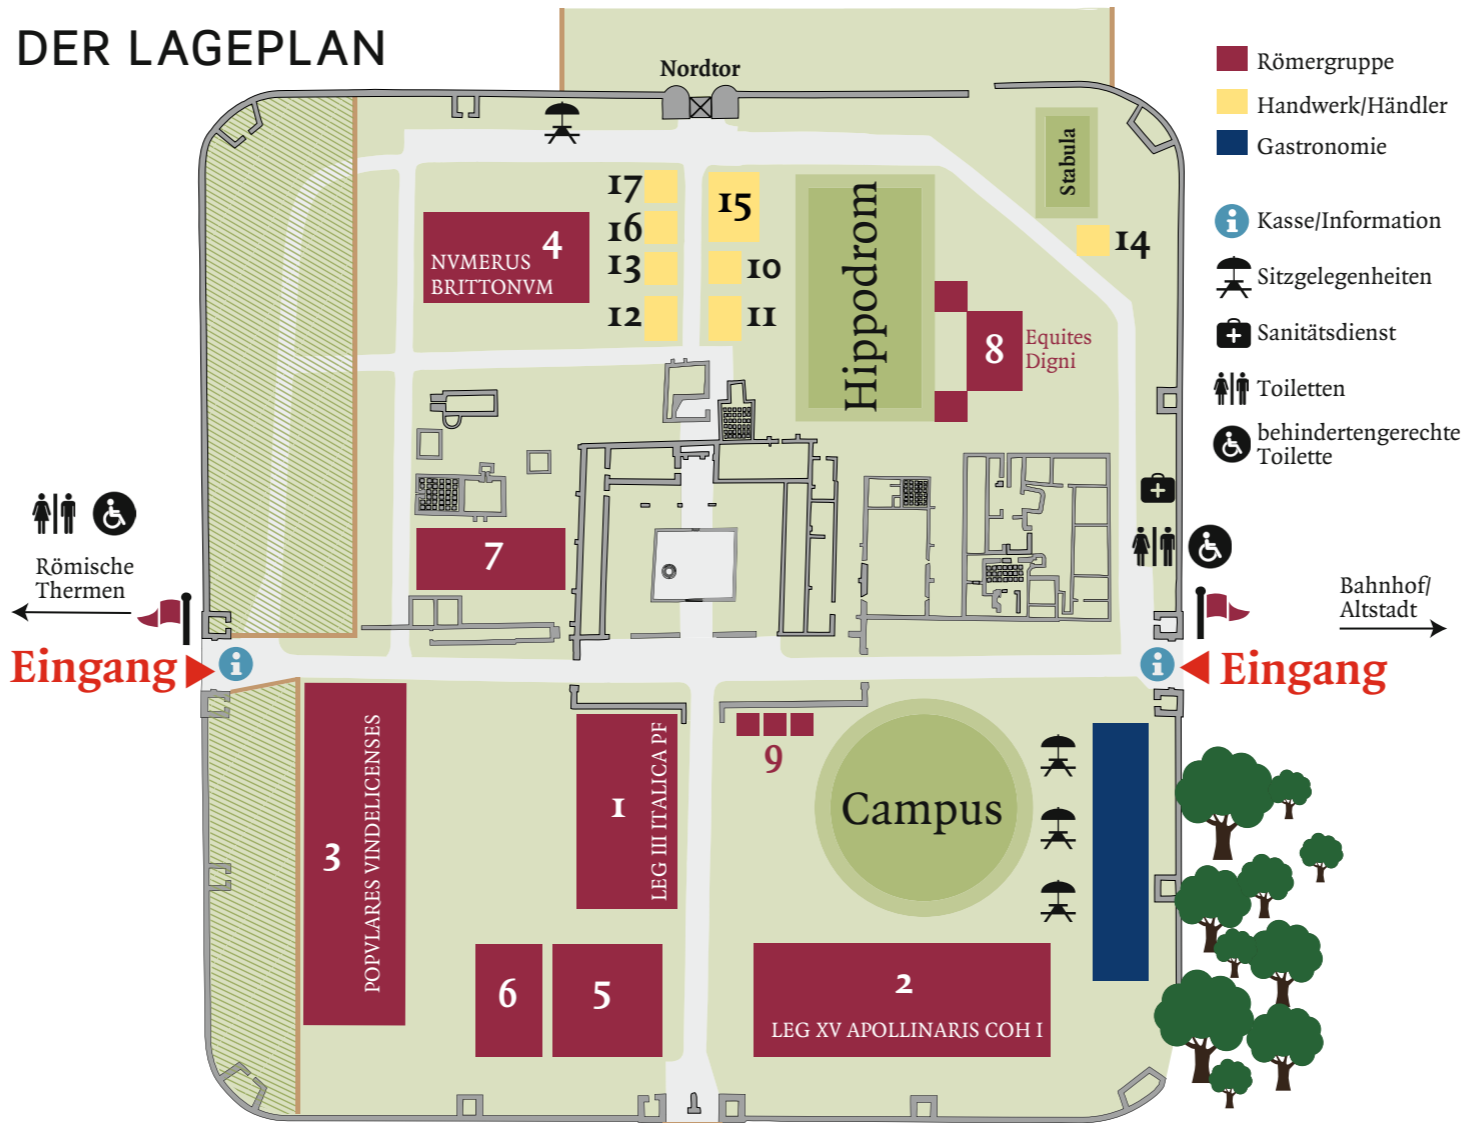 DER LAGEPLAN
Nordtor
Römergruppe
Handwerk/Händler
Gastronomie
Kasse/Information
Sitzgelegenheiten
Sanitätsdienst
Toiletten
behindertengerechte
Toilette
Stabula
17
15
16
4
NVMERUS
BRITTONVM
13
10
12
11
14
Hippodrom
8
Equites
Digni
7
Römische
Thermen
Bahnhof/
Altstadt
Eingang
Eingang
3
POPVLARES VINDELICENSES
1
LEG III ITALICA PF
9
Campus
6
5
2
LEG XV APOLLINARIS COH I